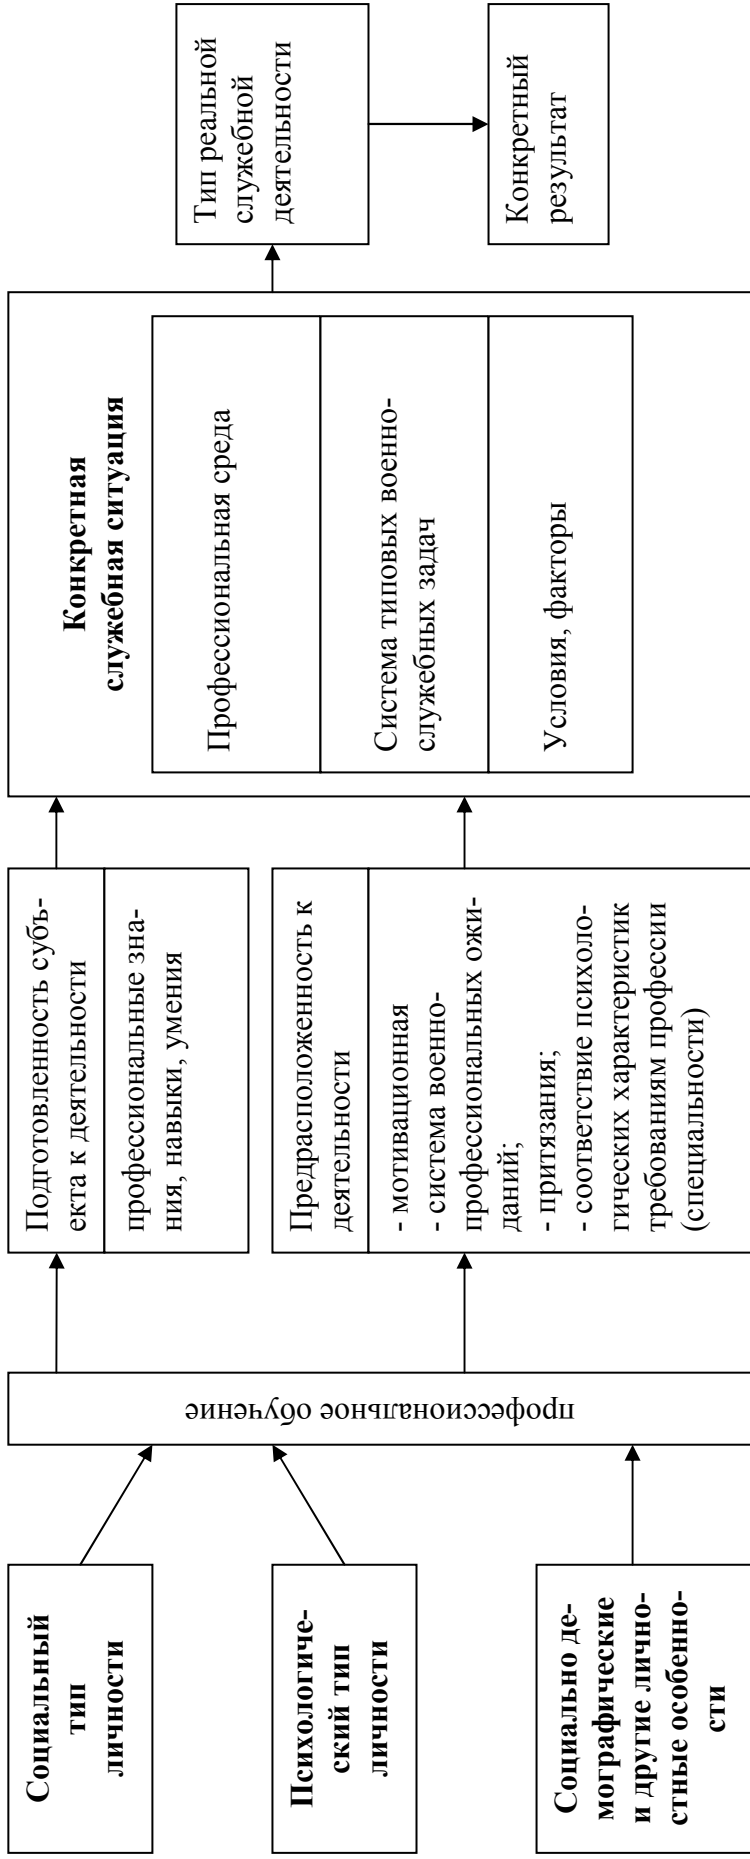 Социальный
тип
личности
Психологиче-
ский тип
личности
Социально де-
мографические
и другие лично-
стные особенно-
сти
профессиональное обучение
Подготовленность субъ-
екта к деятельности
профессиональные зна-
ния, навыки, умения
Предрасположенность к
деятельности
- мотивационная
- система военно-
профессиональных ожи-
даний;
- притязания;
- соответствие психоло-
гических характеристик
требованиям профессии
(специальности)
Конкретная
служебная ситуация
Профессиональная среда
Система типовых военно-
служебных задач
Условия, факторы
Тип реальной
служебной
деятельности
Конкретный
результат